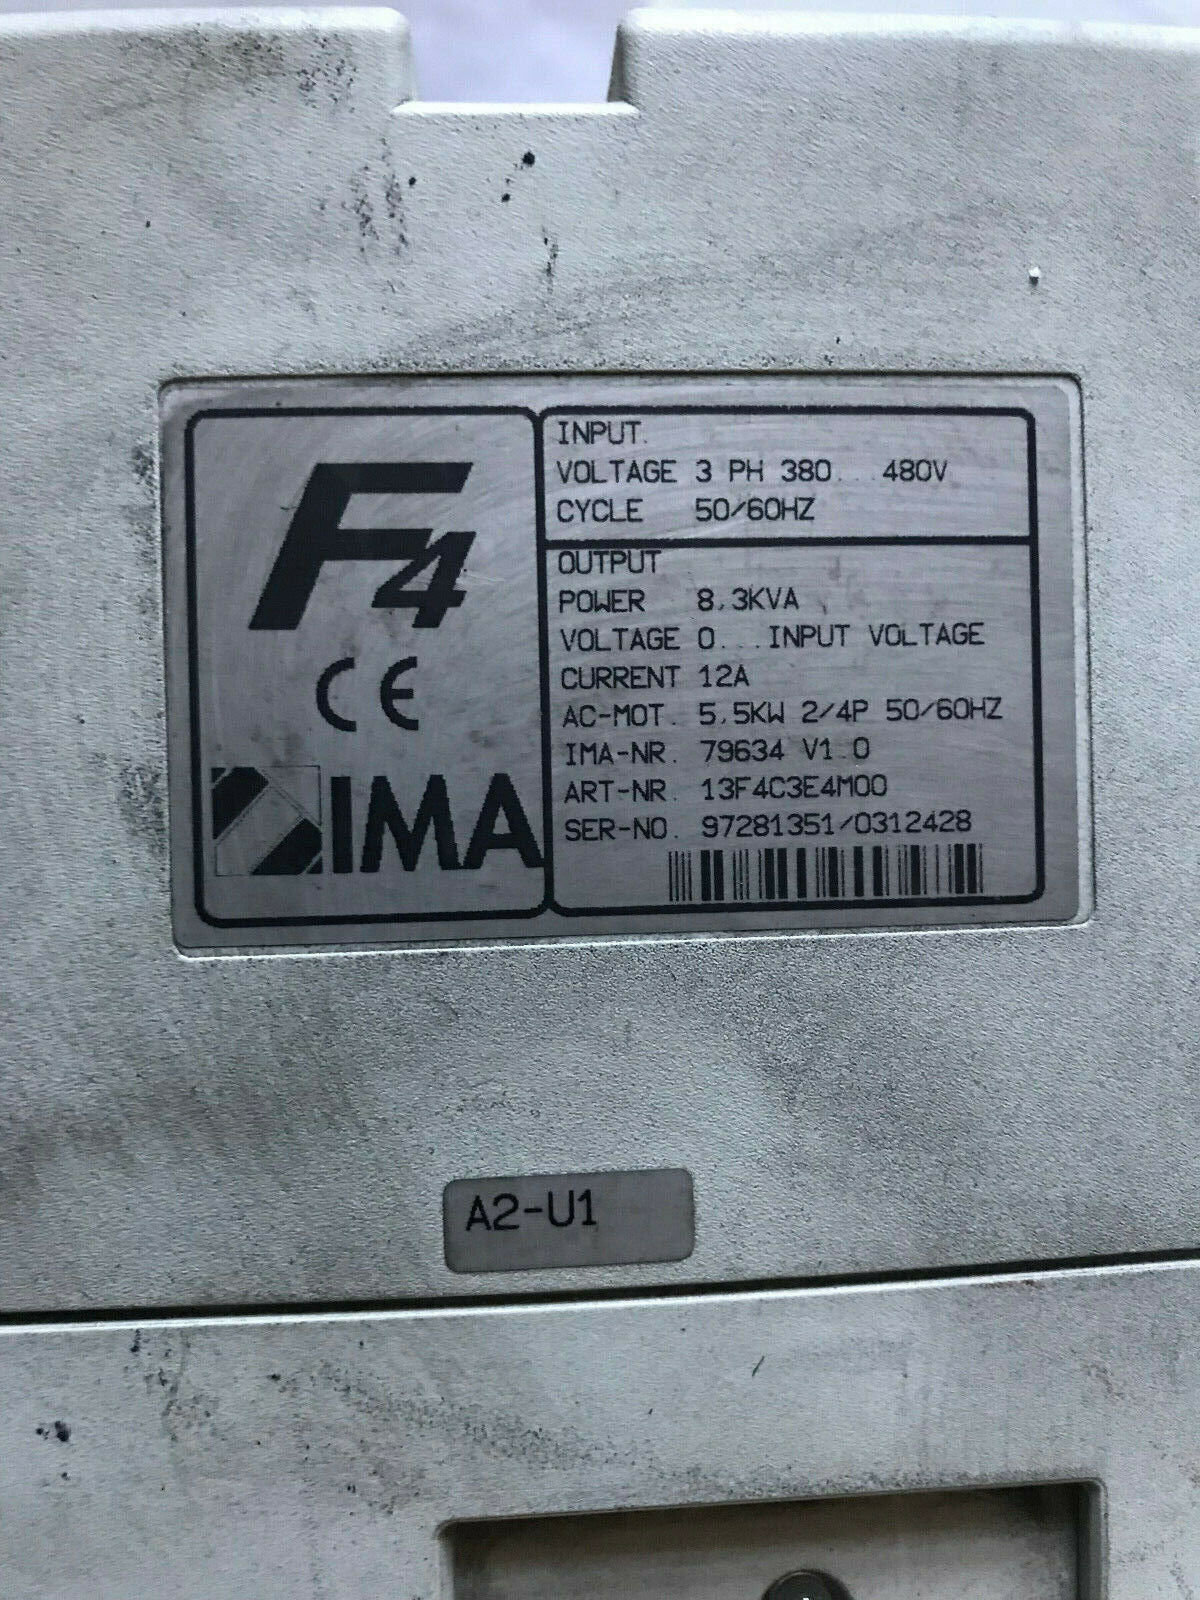 F4
CE
IMA
INPUT.
VOLTAGE 3 PH 380...480V
CYCLE 50/60HZ
OUTPUT
POWER 8,3KVA
VOLTAGE 0...INPUT VOLTAGE
CURRENT 12A
AC-MOT. 5,5KW 2/4P 50/60HZ
IMA-NR. 79634 V1.0
ART-NR. 13F4C3E4M00
SER-NO. 97281351/0312428
A2-U1